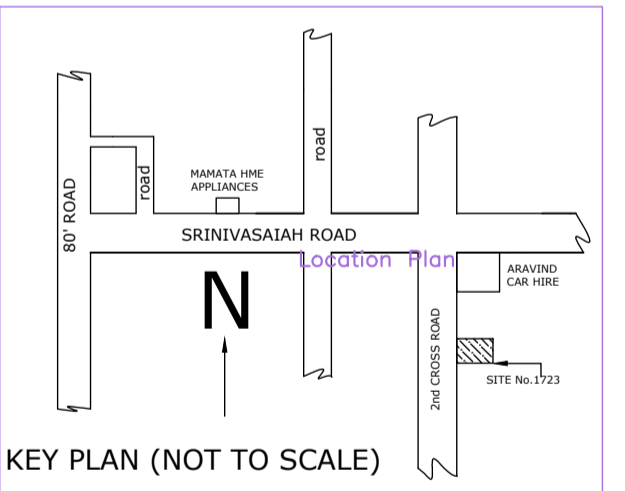 road
road
MAMATA HME
APPLIANCES
80' ROAD
SRINIVASAIAH ROAD
Location Plan
ARAVIND
CAR HIRE
N
2nd CROSS ROAD
SITE No.1723
KEY PLAN (NOT TO SCALE)